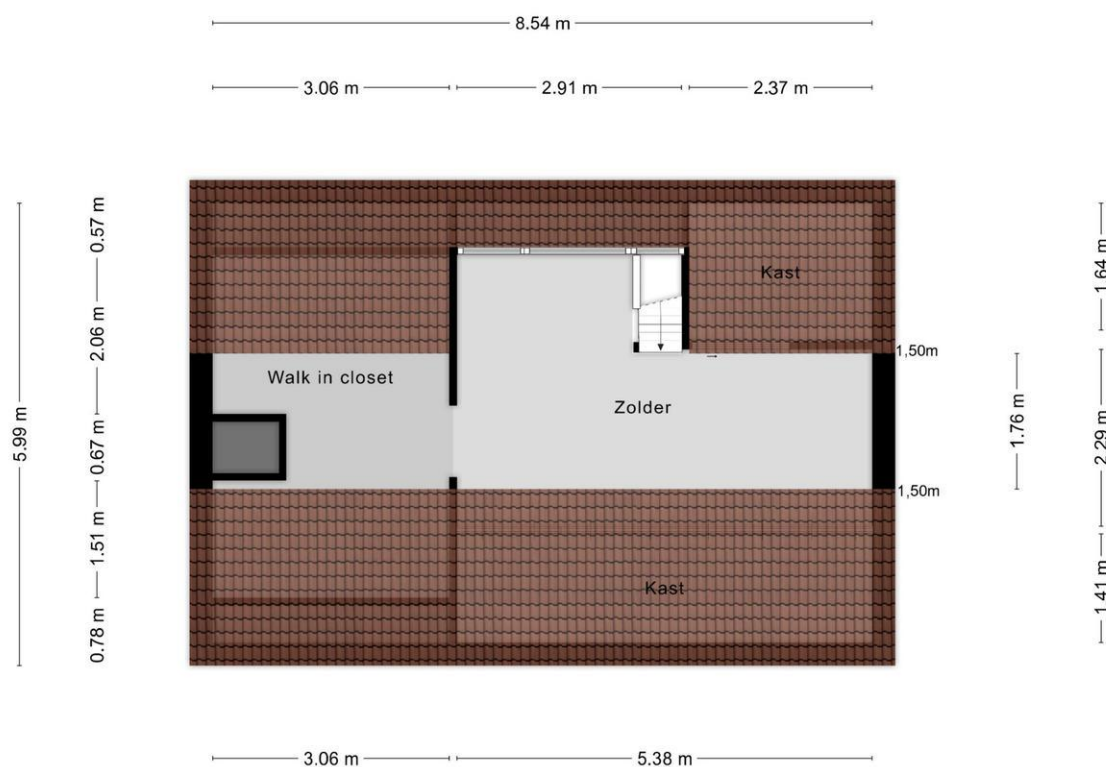 8.54 m
3.06 m
2.91 m
2.37 m
0.57 m
2.06 m
0.67 m
1.51 m
0.78 m
5.99 m
Kast
1,50m
Walk in closet
Zolder
1,50m
Kast
1.64 m
1.76 m
2.29 m
1.41 m
3.06 m
5.38 m